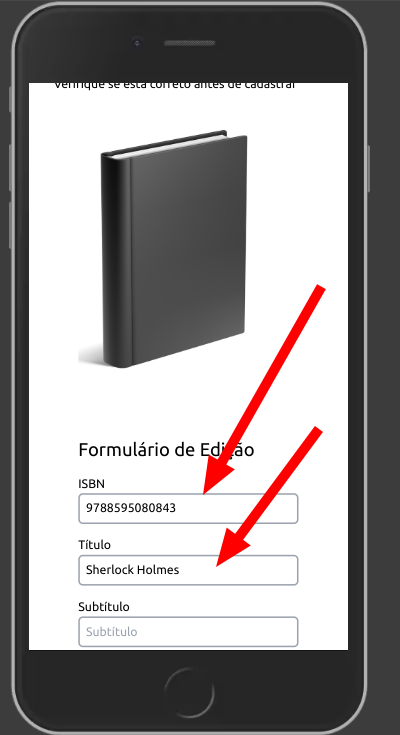 Verifique se está correto antes de cadastrar
Formulário de Edição
ISBN
9788595080843
Título
Sherlock Holmes
Subtítulo
Subtítulo